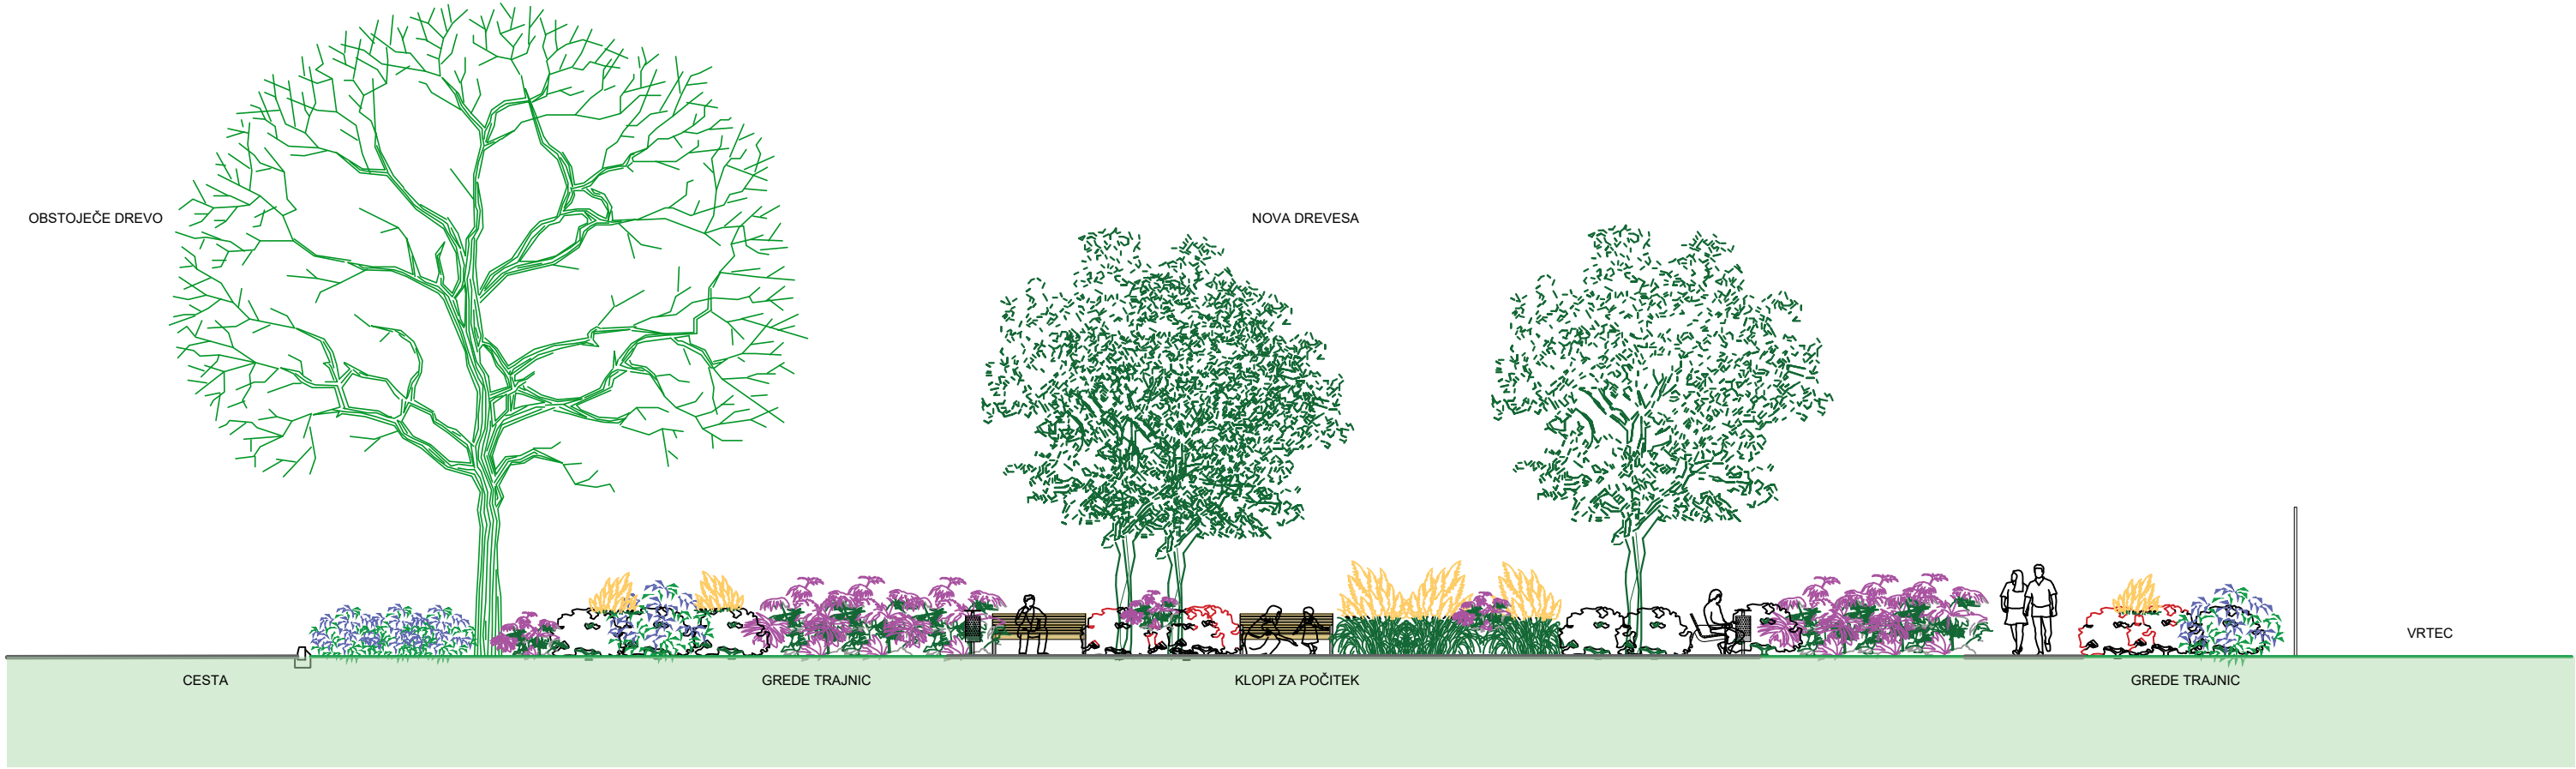 OBSTOJEČE DREVO
NOVA DREVESA
VRTEC
CESTA
GREDE TRAJNIC
KLOPI ZA POČITEK
GREDE TRAJNIC